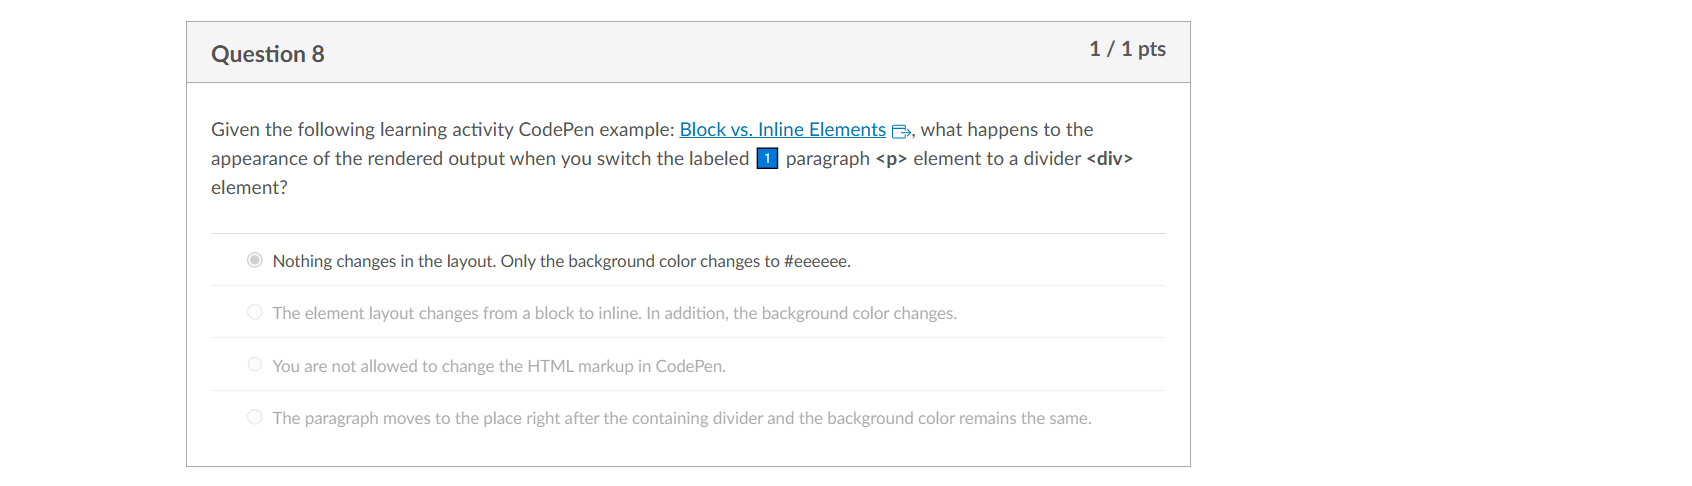 Question 8
1 / 1 pts
Given the following learning activity CodePen example: Block vs. Inline Elements, what happens to the
appearance of the rendered output when you switch the labeled 1 paragraph <p> element to a divider <div>
element?
Nothing changes in the layout. Only the background color changes to #eeeeee.
The element layout changes from a block to inline. In addition, the background color changes.
You are not allowed to change the HTML markup in CodePen.
The paragraph moves to the place right after the containing divider and the background color remains the same.